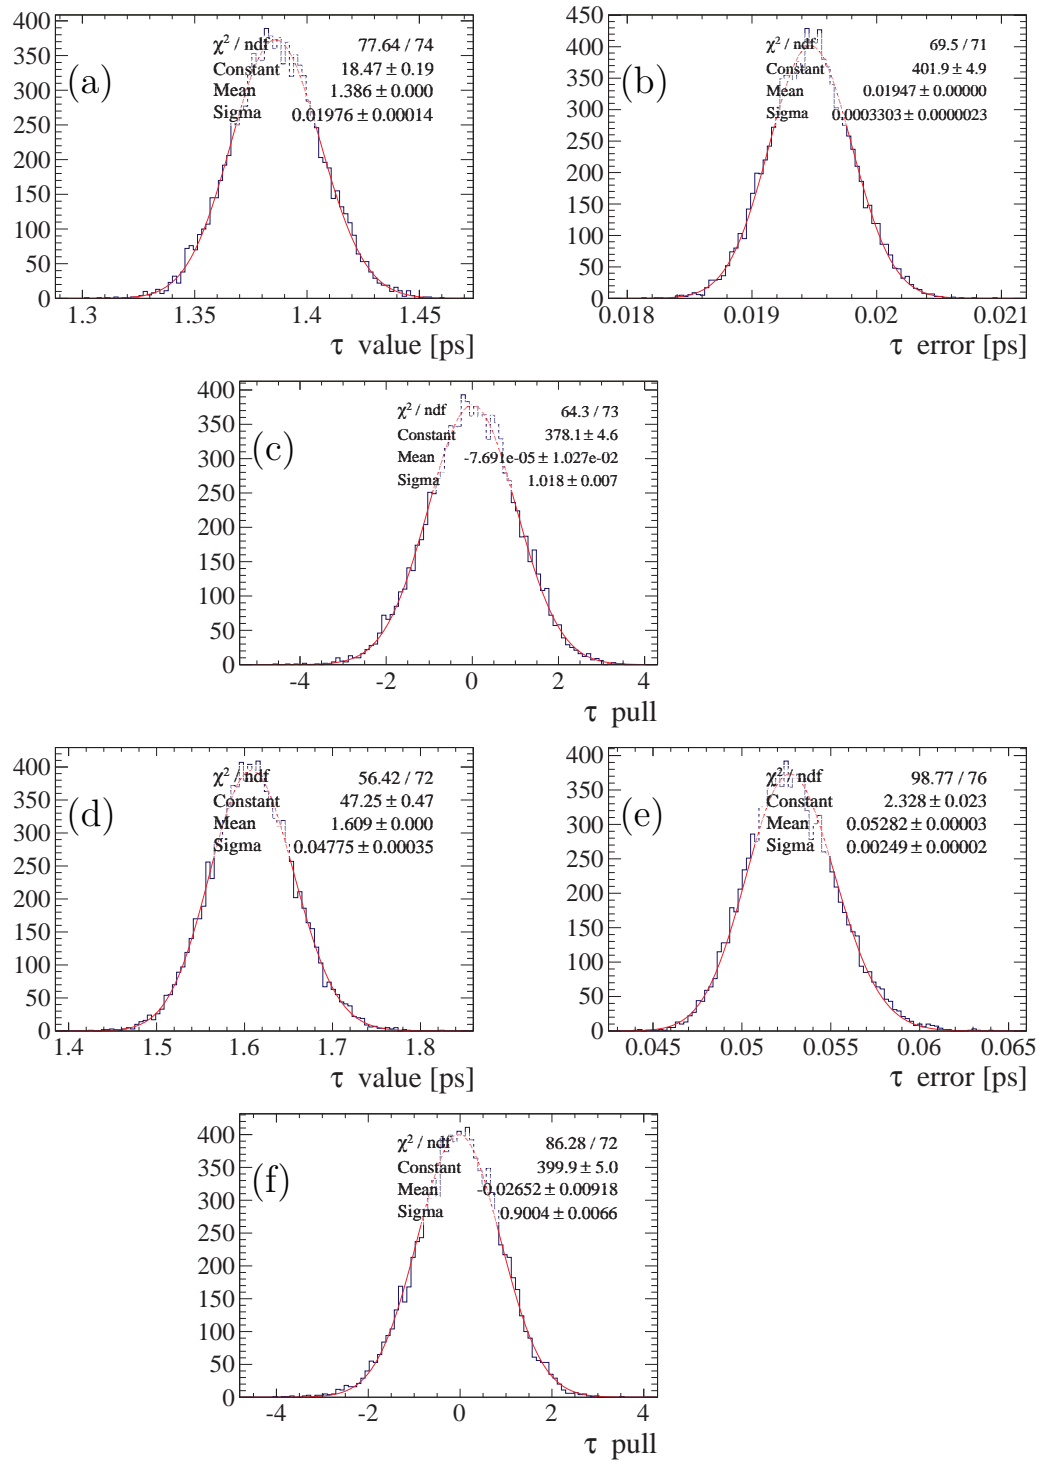 (a)
χ² / ndf 77.64 / 74
Constant 18.47 ± 0.19
Mean 1.386 ± 0.000
Sigma 0.01976 ± 0.00014
400
350
300
250
200
150
100
50
0
1.3 1.35 1.4 1.45
τ value [ps]
(b)
χ² / ndf 69.5 / 71
Constant 401.9 ± 4.9
Mean 0.01947 ± 0.00000
Sigma 0.0003303 ± 0.0000023
450
400
350
300
250
200
150
100
50
0
0.018 0.019 0.02 0.021
τ error [ps]
(c)
χ² / ndf 64.3 / 73
Constant 378.1 ± 4.6
Mean -7.691e-05 ± 1.027e-02
Sigma 1.018 ± 0.007
400
350
300
250
200
150
100
50
0
-4 -2 0 2 4
τ pull
(d)
χ² / ndf 56.42 / 72
Constant 47.25 ± 0.47
Mean 1.609 ± 0.000
Sigma 0.04775 ± 0.00035
400
350
300
250
200
150
100
50
0
1.4 1.5 1.6 1.7 1.8
τ value [ps]
(e)
χ² / ndf 98.77 / 76
Constant 2.328 ± 0.023
Mean 0.05282 ± 0.00003
Sigma 0.00249 ± 0.00002
400
350
300
250
200
150
100
50
0
0.045 0.05 0.055 0.06 0.065
τ error [ps]
(f)
χ² / ndf 86.28 / 72
Constant 399.9 ± 5.0
Mean -0.02652 ± 0.00918
Sigma 0.9004 ± 0.0066
400
350
300
250
200
150
100
50
0
-4 -2 0 2 4
τ pull